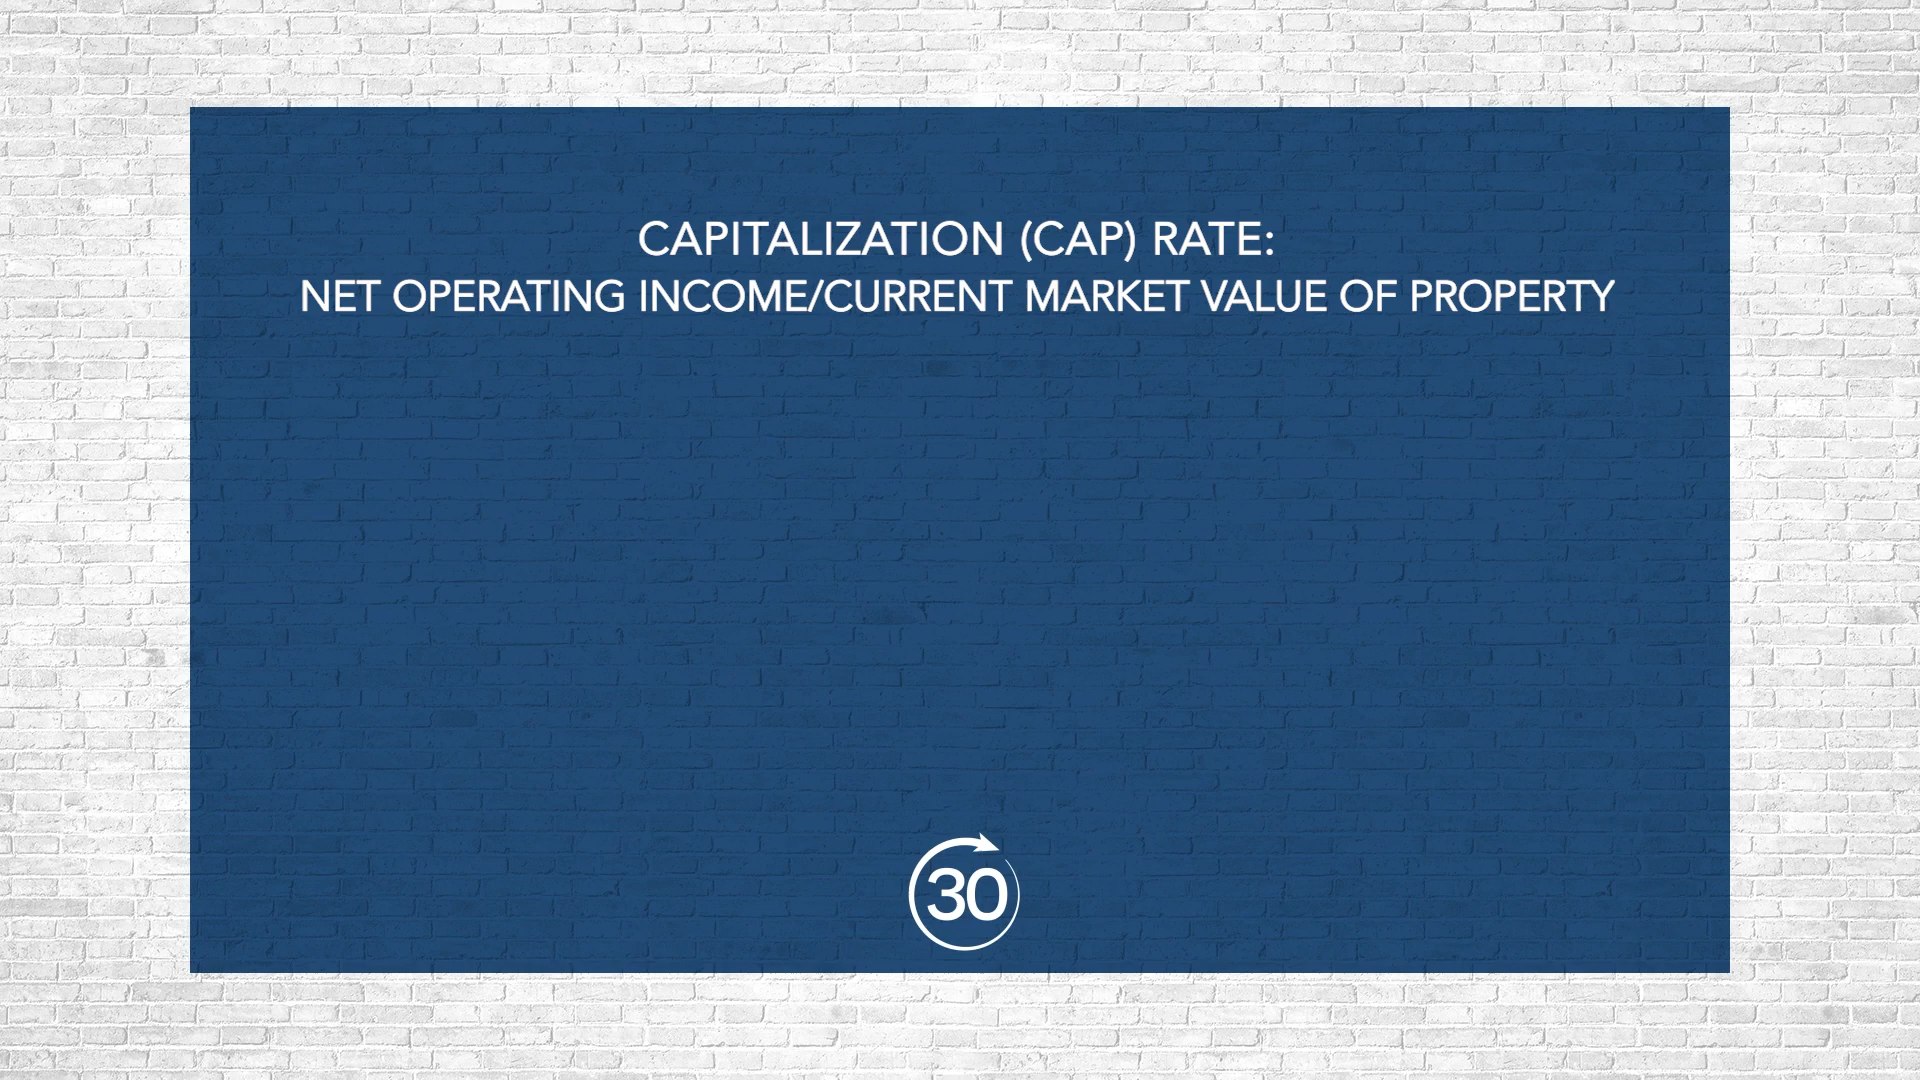 CAPITALIZATION (CAP) RATE:
NET OPERATING INCOME/CURRENT MARKET VALUE OF PROPERTY
30